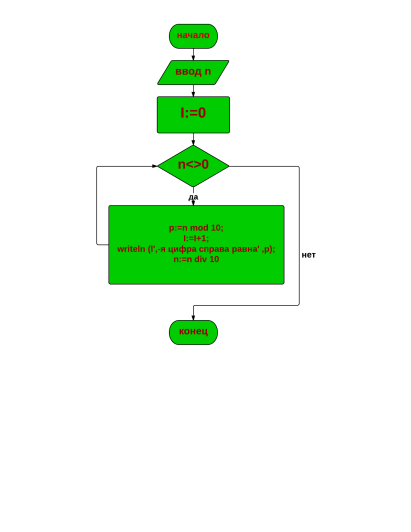 начало
ввод n
I:=0
n<>0
да
p:=n mod 10;
I:=I+1;
writeln (I',-я цифра справа равна' ,p);
n:=n div 10
нет
конец